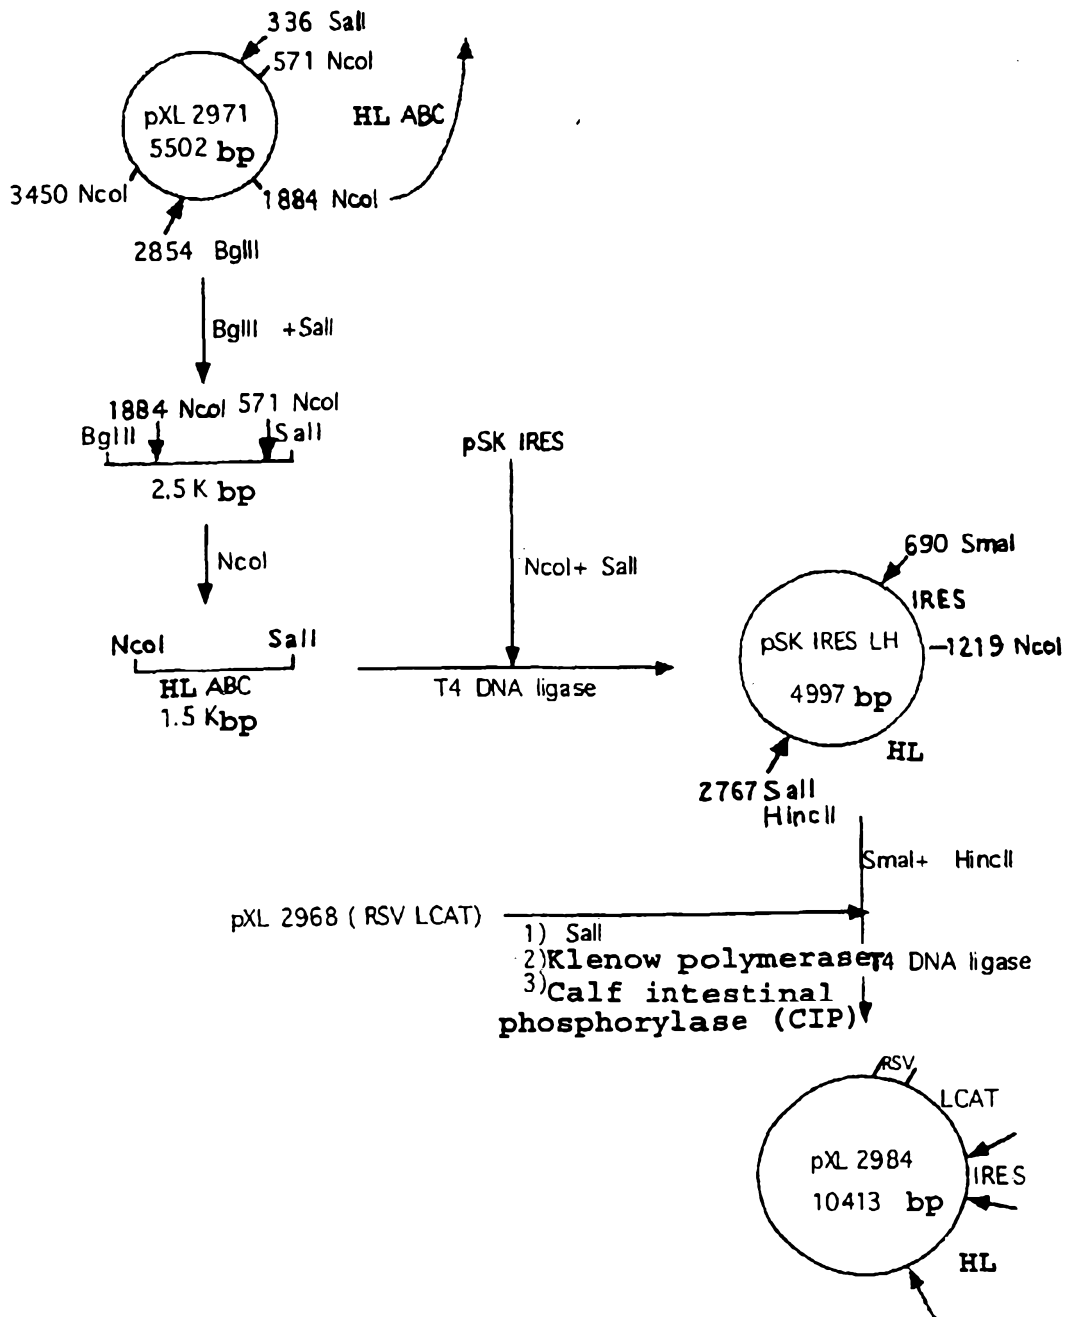 336 SalI
571 NcoI
pXL 2971
5502 bp
HL ABC
3450 NcoI
1884 NcoI
2854 BglII
BglII +SalI
1884 NcoI 571 NcoI
BglII SalI
2.5 K bp
pSK IRES
NcoI
NcoI+ SalI
690 SmaI
IRES
NcoI SalI
pSK IRES LH
1219 NcoI
HL ABC
1.5 Kbp
T4 DNA ligase
4997 bp
HL
2767 SalI
HincII
SmaI+ HincII
pXL 2968 ( RSV LCAT)
1) SalI
2)Klenow polymeraser
T4 DNA ligase
3)Calf intestinal
phosphorylase (CIP)
RSV
LCAT
pXL 2984
IRES
10413 bp
HL